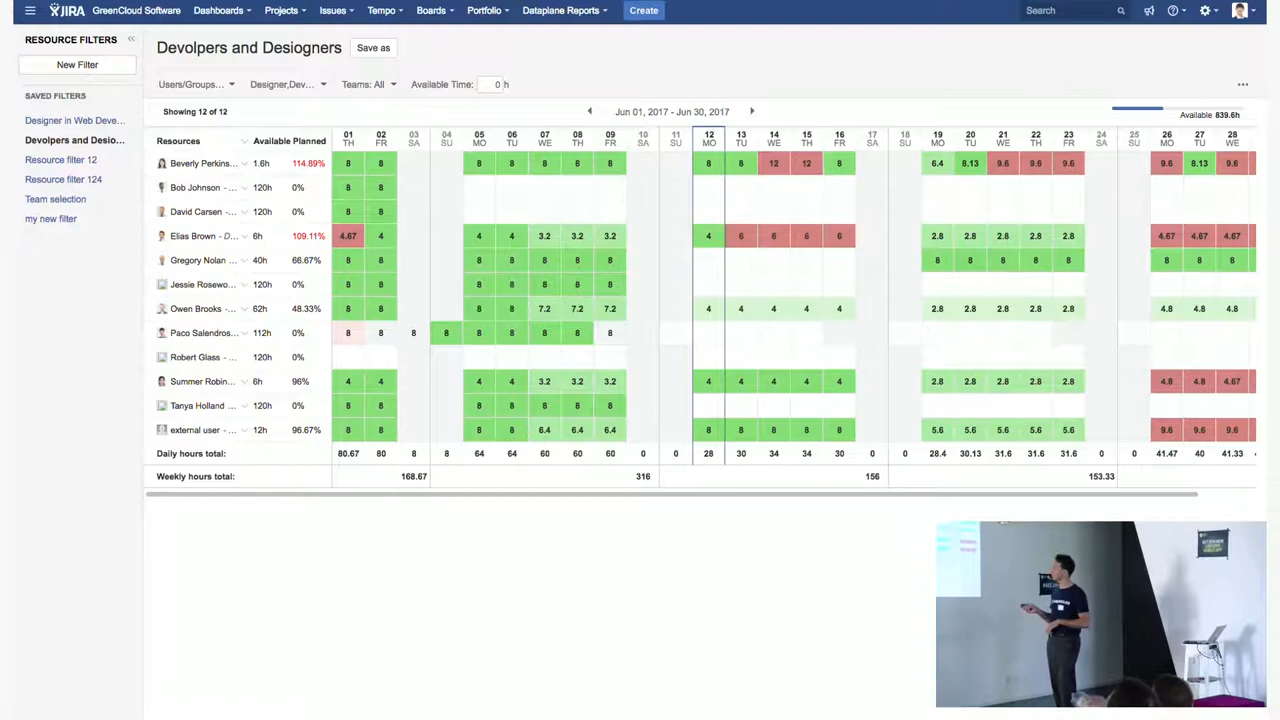 JIRA GreenCloud Software Dashboards Projects Issues Tempo Boards Portfolio Dataplane Reports Create Search
RESOURCE FILTERS «
New Filter
SAVED FILTERS
Designer in Web Deve...
Devolpers and Desio...
Resource filter 12
Resource filter 124
Team selection
my new filter
Devolpers and Desiogners Save as
Users/Groups... Designer,Dev... Teams: All Available Time: 0 h ...
Showing 12 of 12 Jun 01, 2017 - Jun 30, 2017 Available 839.6h
Resources Available Planned 01 TH 02 FR 03 SA 04 SU 05 MO 06 TU 07 WE 08 TH 09 FR 10 SA 11 SU 12 MO 13 TU 14 WE 15 TH 16 FR 17 SA 18 SU 19 MO 20 TU 21 WE 22 TH 23 FR 24 SA 25 SU 26 MO 27 TU 28 WE
Beverly Perkins... 1.6h 114.89% 8 8 8 8 8 8 8 8 8 12 12 8 6.4 8.13 9.6 9.6 9.6 9.6 8.13 9.6
Bob Johnson - ... 120h 0% 8 8
David Carsen - ... 120h 0% 8 8
Elias Brown - D... 6h 109.11% 4.67 4 4 4 3.2 3.2 3.2 4 6 6 6 6 2.8 2.8 2.8 2.8 2.8 4.67 4.67 4.67
Gregory Nolan ... 40h 66.67% 8 8 8 8 8 8 8 8 8 8 8 8 8 8 8
Jessie Rosewo... 120h 0% 8 8 8 8 8 8 8
Owen Brooks - ... 62h 48.33% 8 8 8 8 7.2 7.2 7.2 4 4 4 4 4 2.8 2.8 2.8 2.8 2.8 4.8 4.8 4.8
Paco Salendros... 112h 0% 8 8 8 8 8 8 8 8 8
Robert Glass - ... 120h 0%
Summer Robin... 6h 96% 4 4 4 4 3.2 3.2 3.2 4 4 4 4 4 2.8 2.8 2.8 2.8 2.8 4.8 4.8 4.67
Tanya Holland ... 120h 0% 8 8 8 8 8 8 8
external user - ... 12h 96.67% 8 8 8 8 6.4 6.4 6.4 8 8 8 8 8 5.6 5.6 5.6 5.6 5.6 9.6 9.6 9.6
Daily hours total: 80.67 80 8 8 64 64 60 60 60 0 0 28 30 34 34 30 0 0 28.4 30.13 31.6 31.6 31.6 0 0 41.47 40 41.33
Weekly hours total: 168.67 316 156 153.33